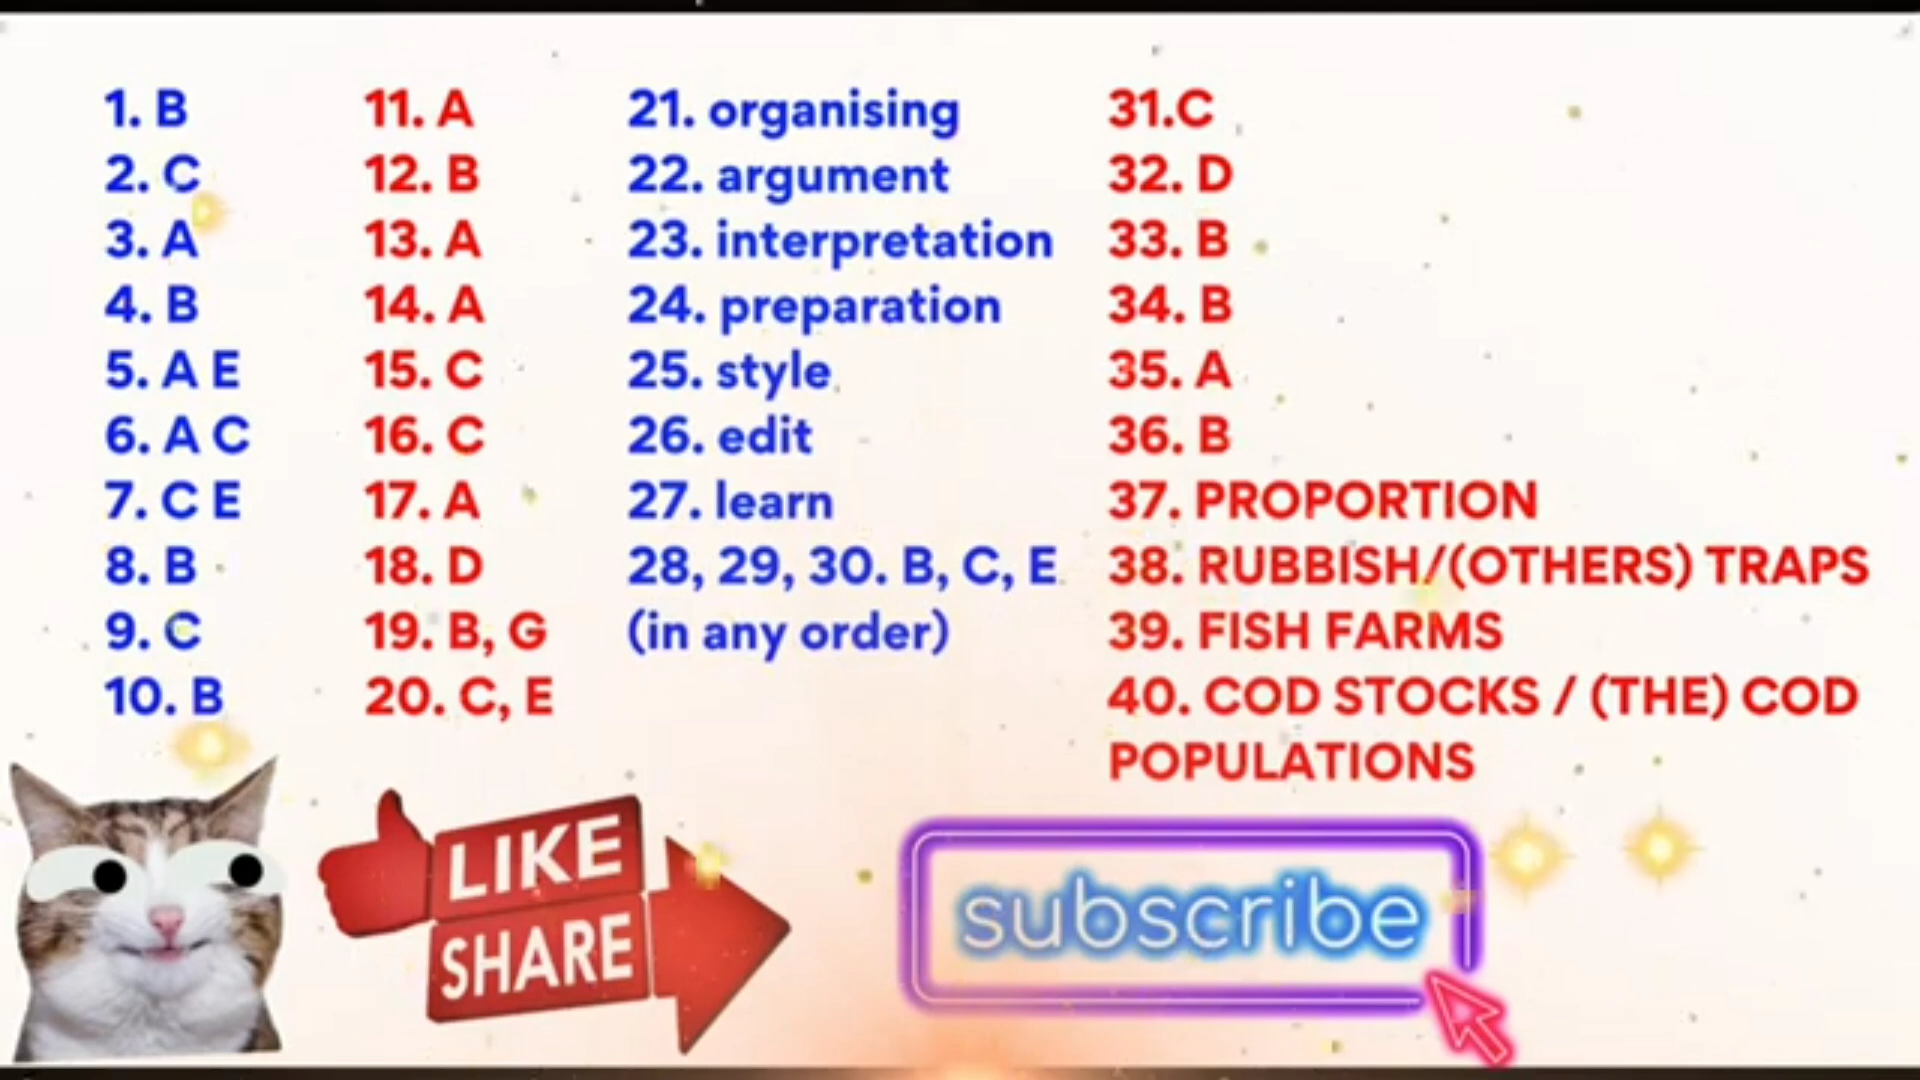 1. B
2. C
3. A
4. B
5. A E
6. A C
7. C E
8. B
9. C
10. B
11. A
12. B
13. A
14. A
15. C
16. C
17. A
18. D
19. B, G
20. C, E
21. organising
22. argument
23. interpretation
24. preparation
25. style
26. edit
27. learn
28, 29, 30. B, C, E
(in any order)
31.C
32. D
33. B
34. B
35. A
36. B
37. PROPORTION
38. RUBBISH/(OTHERS) TRAPS
39. FISH FARMS
40. COD STOCKS / (THE) COD
POPULATIONS
LIKE
SHARE
subscribe